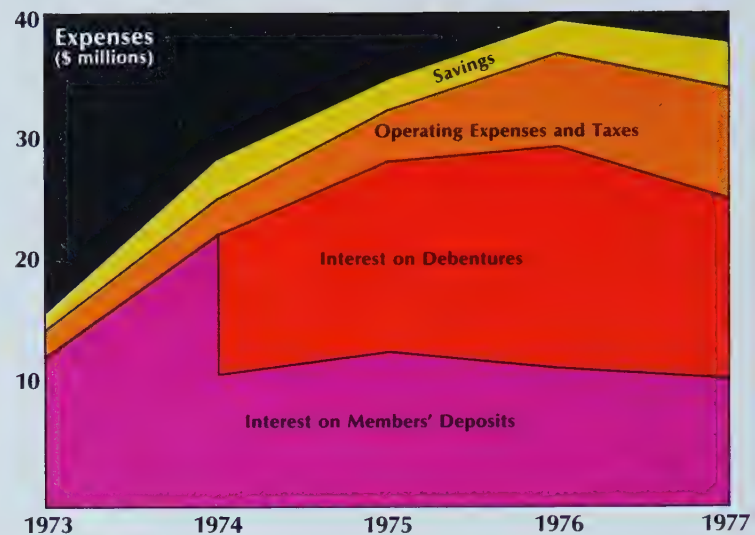 40
Expenses
($ millions)
Savings
30
Operating Expenses and Taxes
20
Interest on Debentures
10
Interest on Members' Deposits
1973 1974 1975 1976 1977